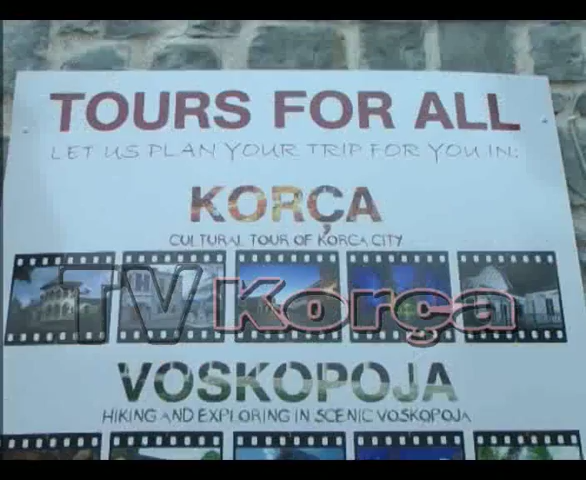 TOURS FOR ALL
LET US PLAN YOUR TRIP FOR YOU IN:
KORÇA
CULTURAL TOUR OF KORCA CITY
TV Korça
VOSKOPOJA
HIKING AND EXPLORING IN SCENIC VOSKOPOJA